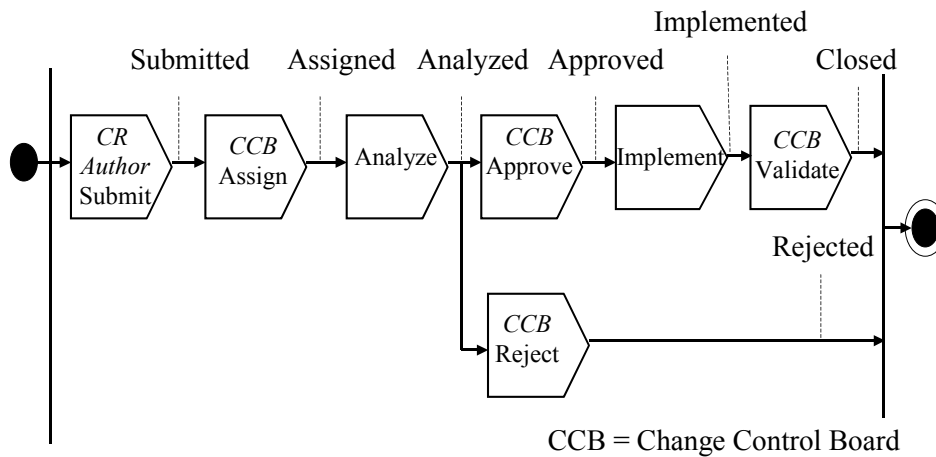 Implemented
Submitted Assigned Analyzed Approved Closed
CR
Author
Submit
CCB
Assign
Analyze
CCB
Approve
Implement
CCB
Validate
Rejected
CCB
Reject
CCB = Change Control Board